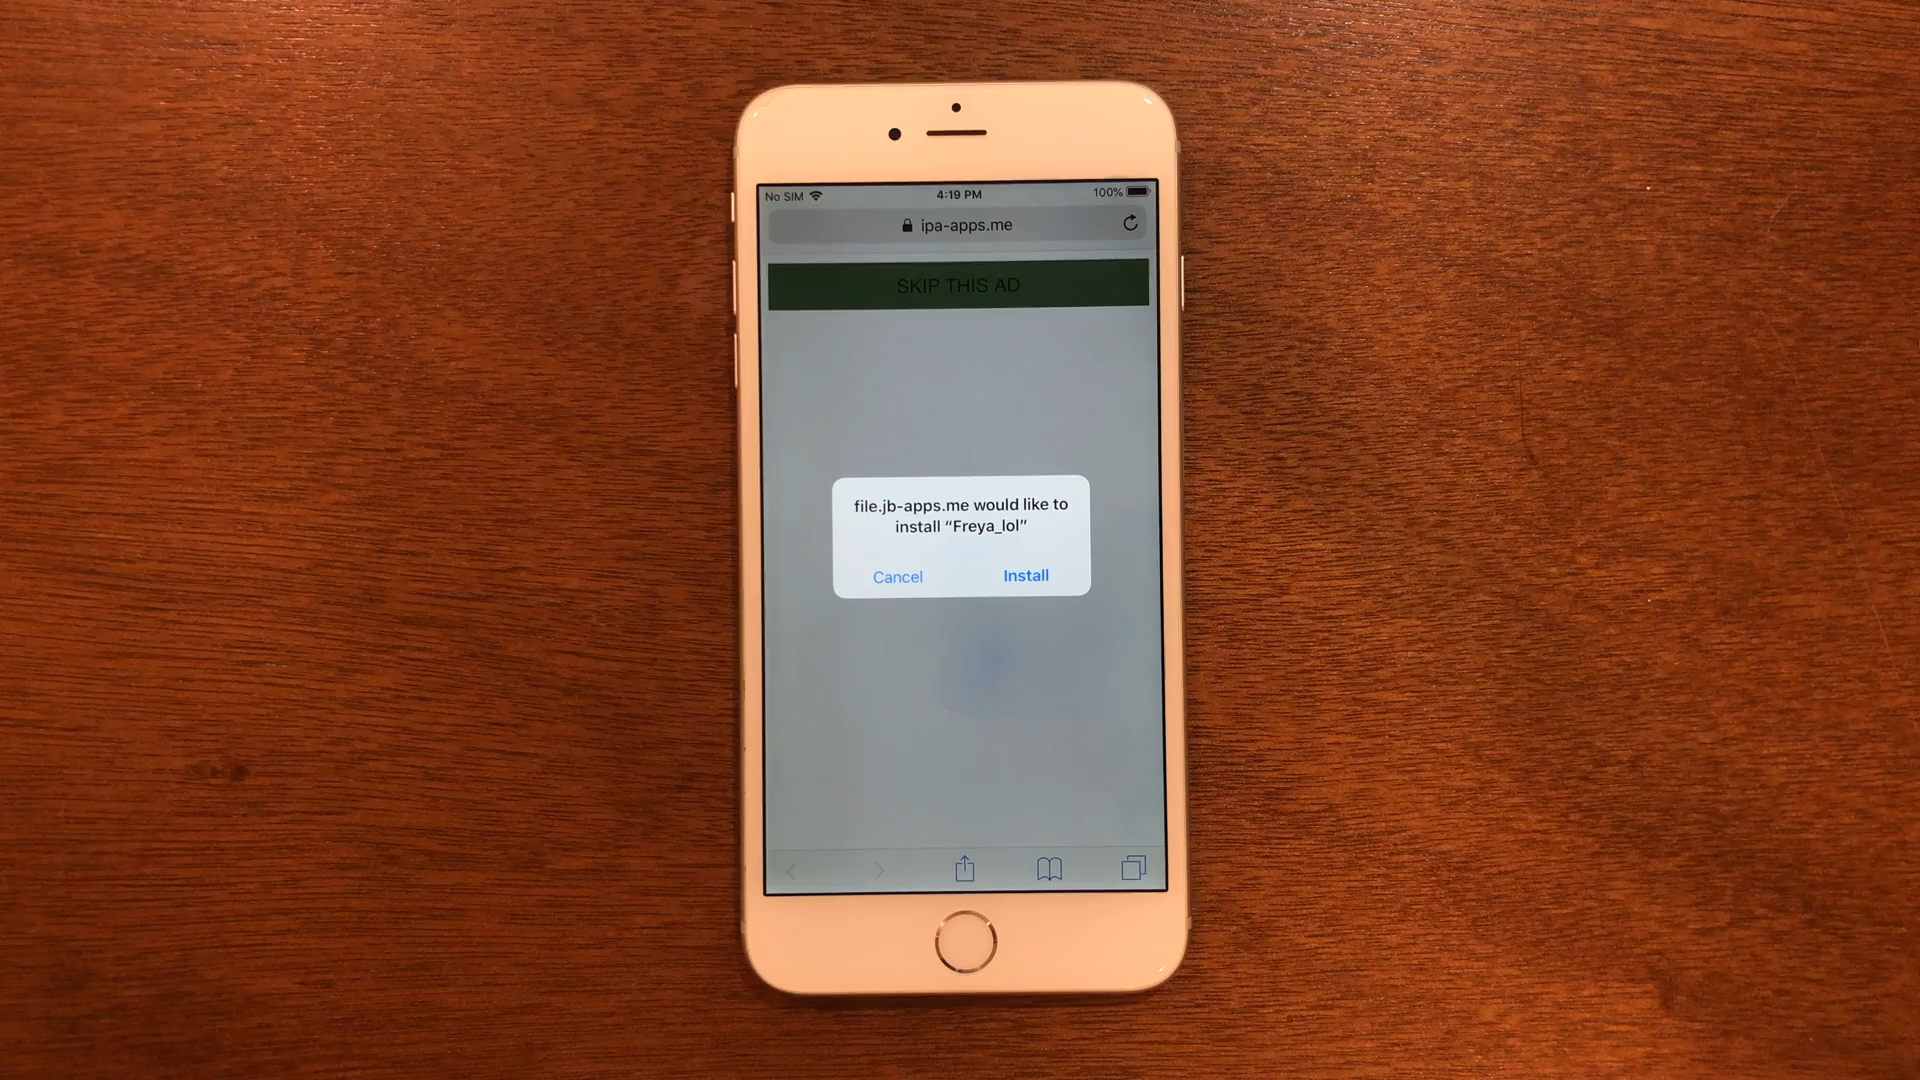 No SIM 4:19 PM 100%
ipa-apps.me
SKIP THIS AD
file.jb-apps.me would like to
install “Freya_lol”
Cancel Install